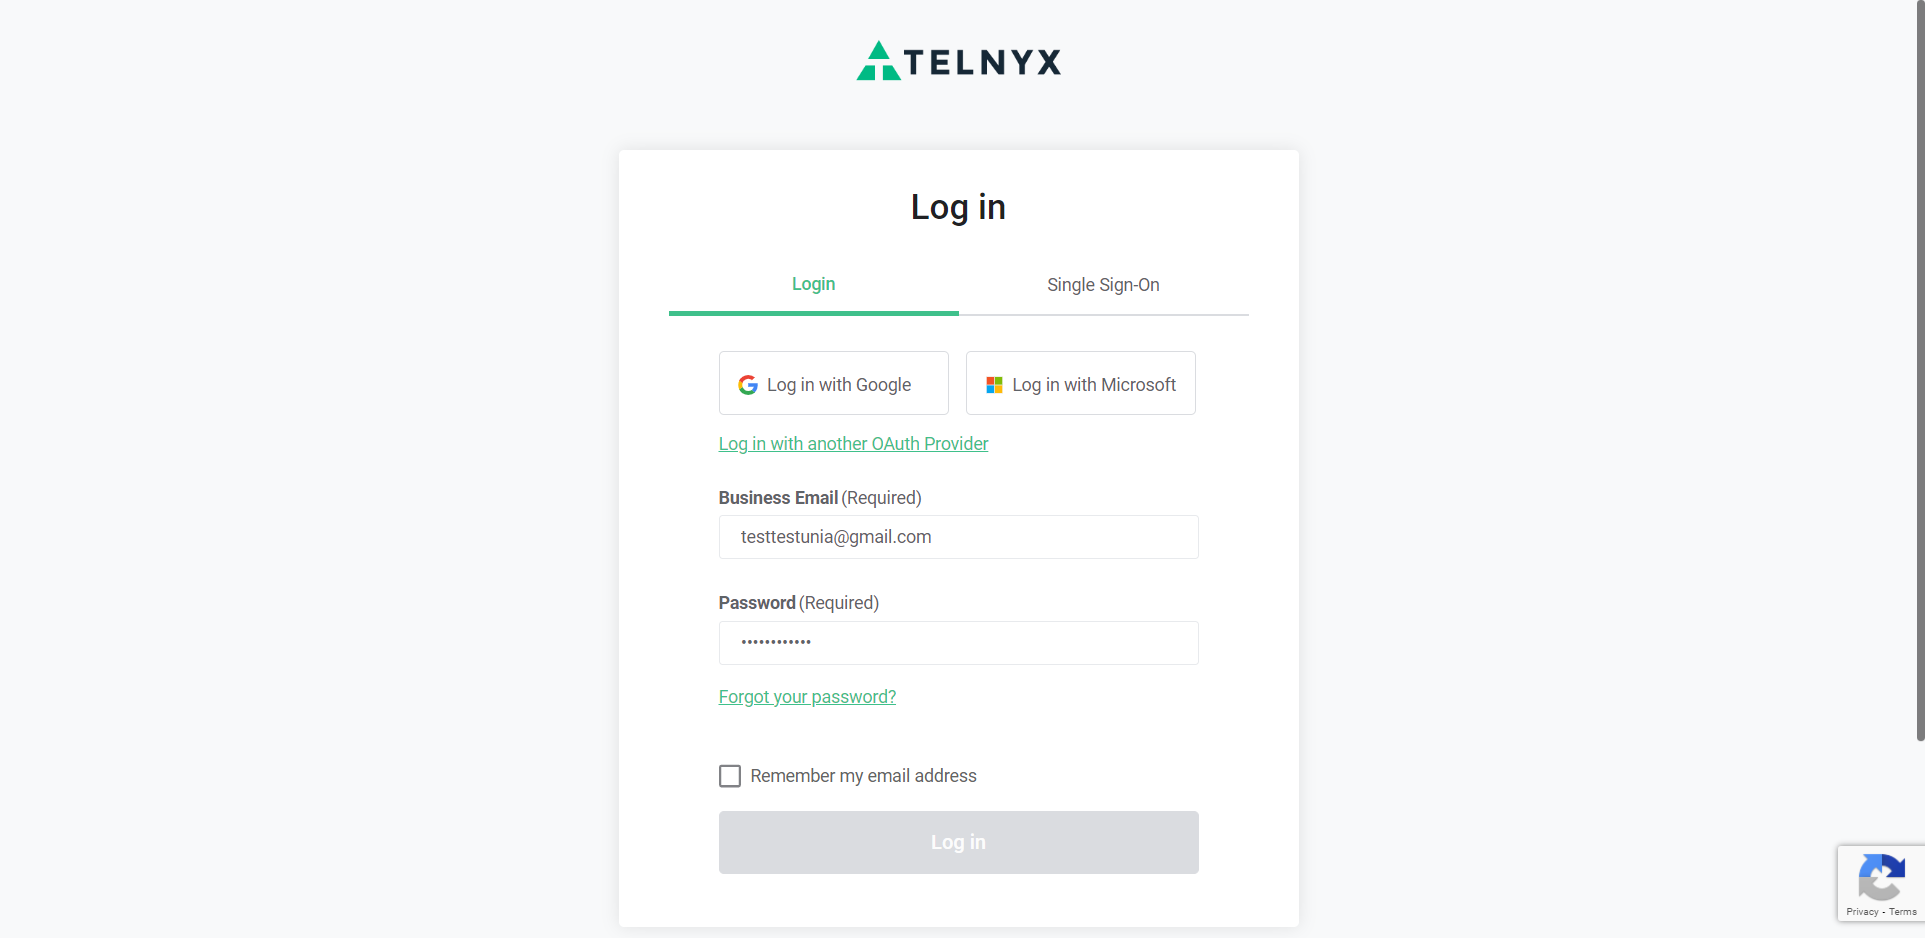 TELNYX
Log in
Login
Single Sign-On
Log in with Google
Log in with Microsoft
Log in with another OAuth Provider
Business Email (Required)
testtestunia@gmail.com
Password (Required)
••••••••••••
Forgot your password?
Remember my email address
Log in
Privacy - Terms